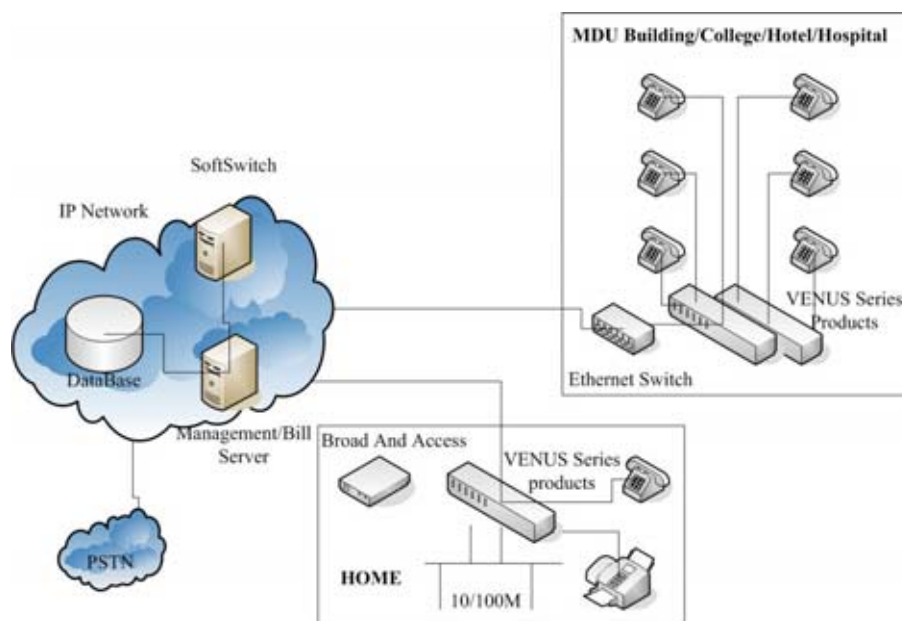 MDU Building/College/Hotel/Hospital
SoftSwitch
IP Network
VENUS Series
Products
DataBase
Ethernet Switch
Management/Bill
Server
Broad And Access
VENUS Series
products
PSTN
HOME
10/100M